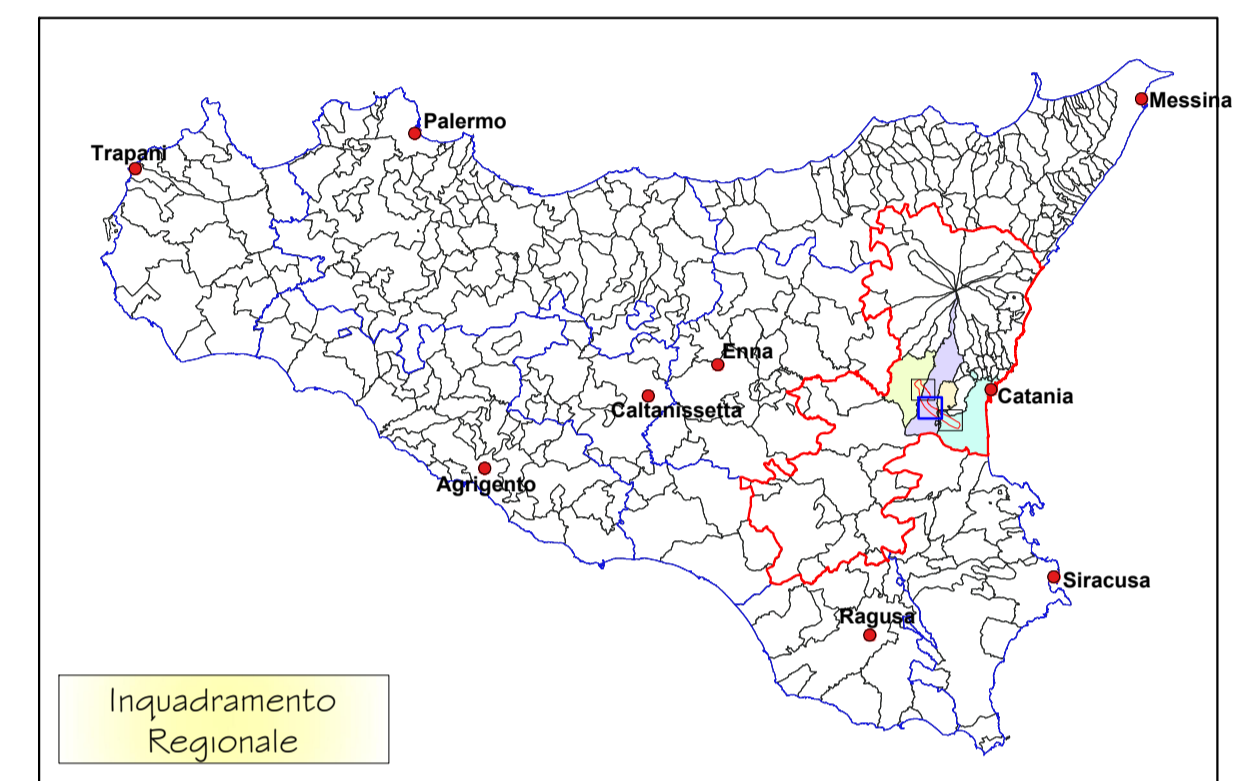 Messina
Palermo
Trapani
Enna
Catania
Caltanissetta
Agrigento
Siracusa
Ragusa
Inquadramento
Regionale